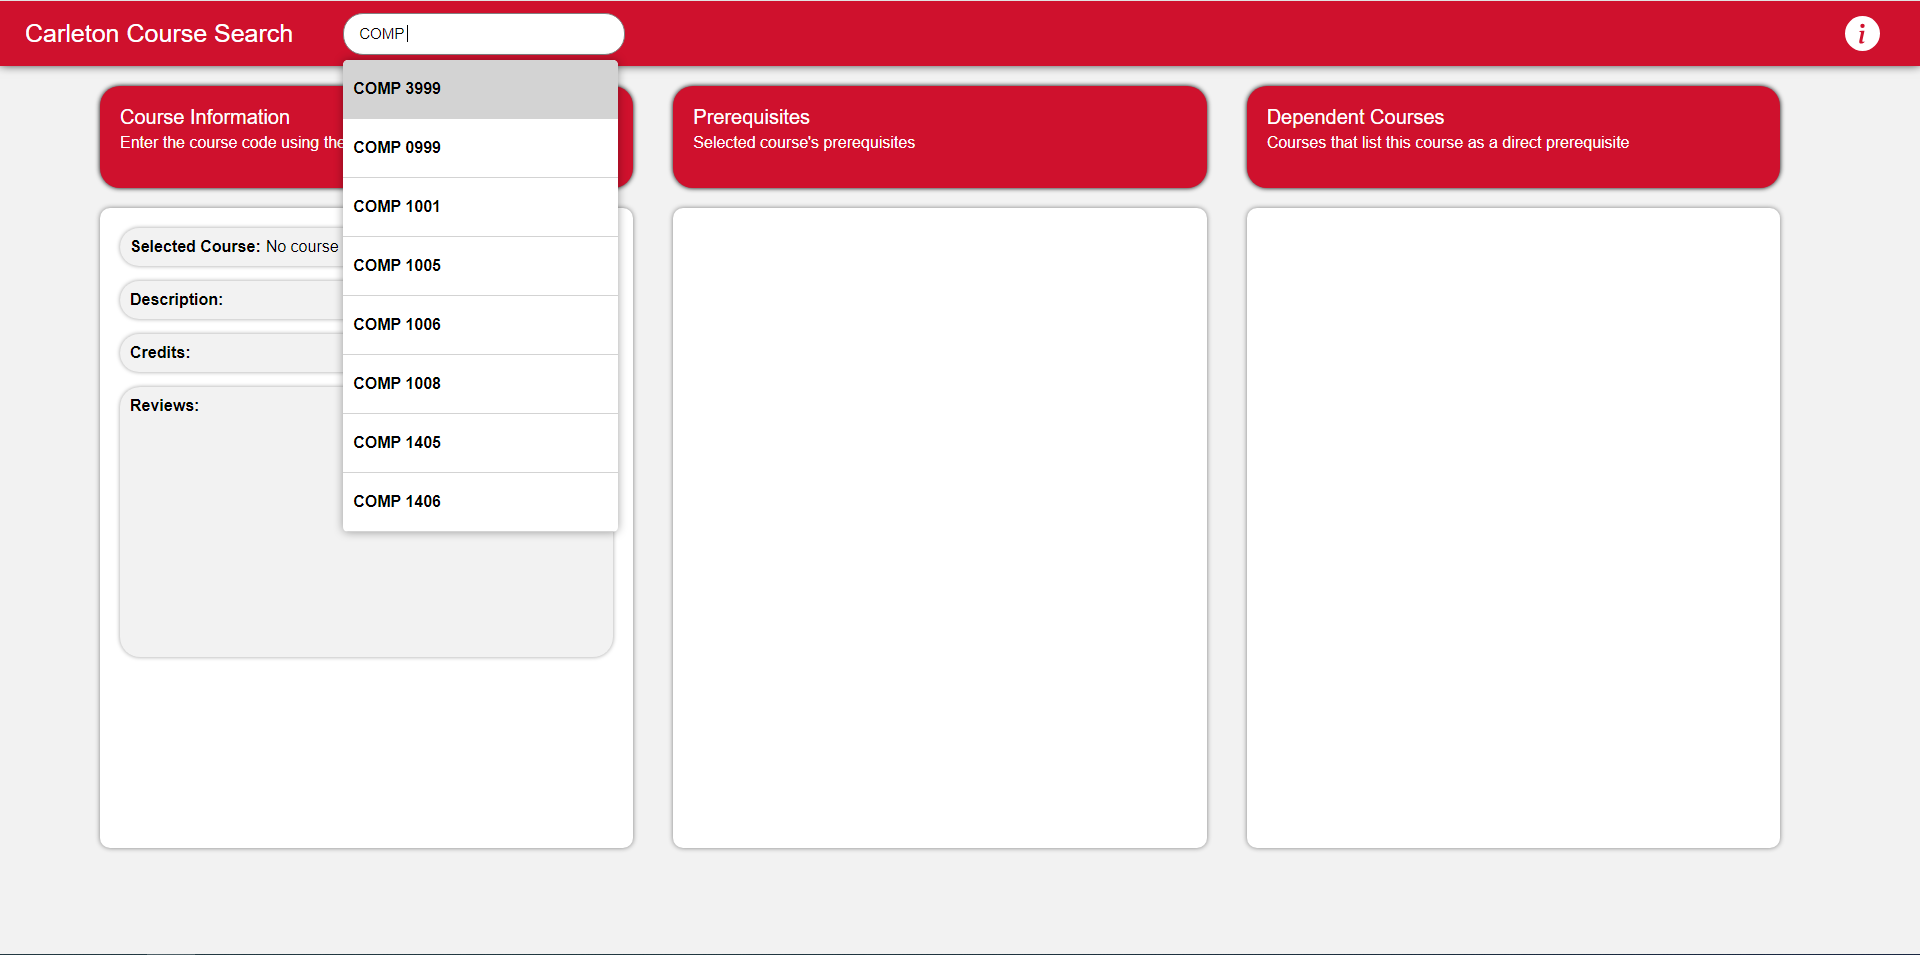 Carleton Course Search
COMP
i
COMP 3999
COMP 0999
COMP 1001
COMP 1005
COMP 1006
COMP 1008
COMP 1405
COMP 1406
Course Information
Enter the course code using the
Selected Course: No course
Description:
Credits:
Reviews:
Prerequisites
Selected course's prerequisites
Dependent Courses
Courses that list this course as a direct prerequisite